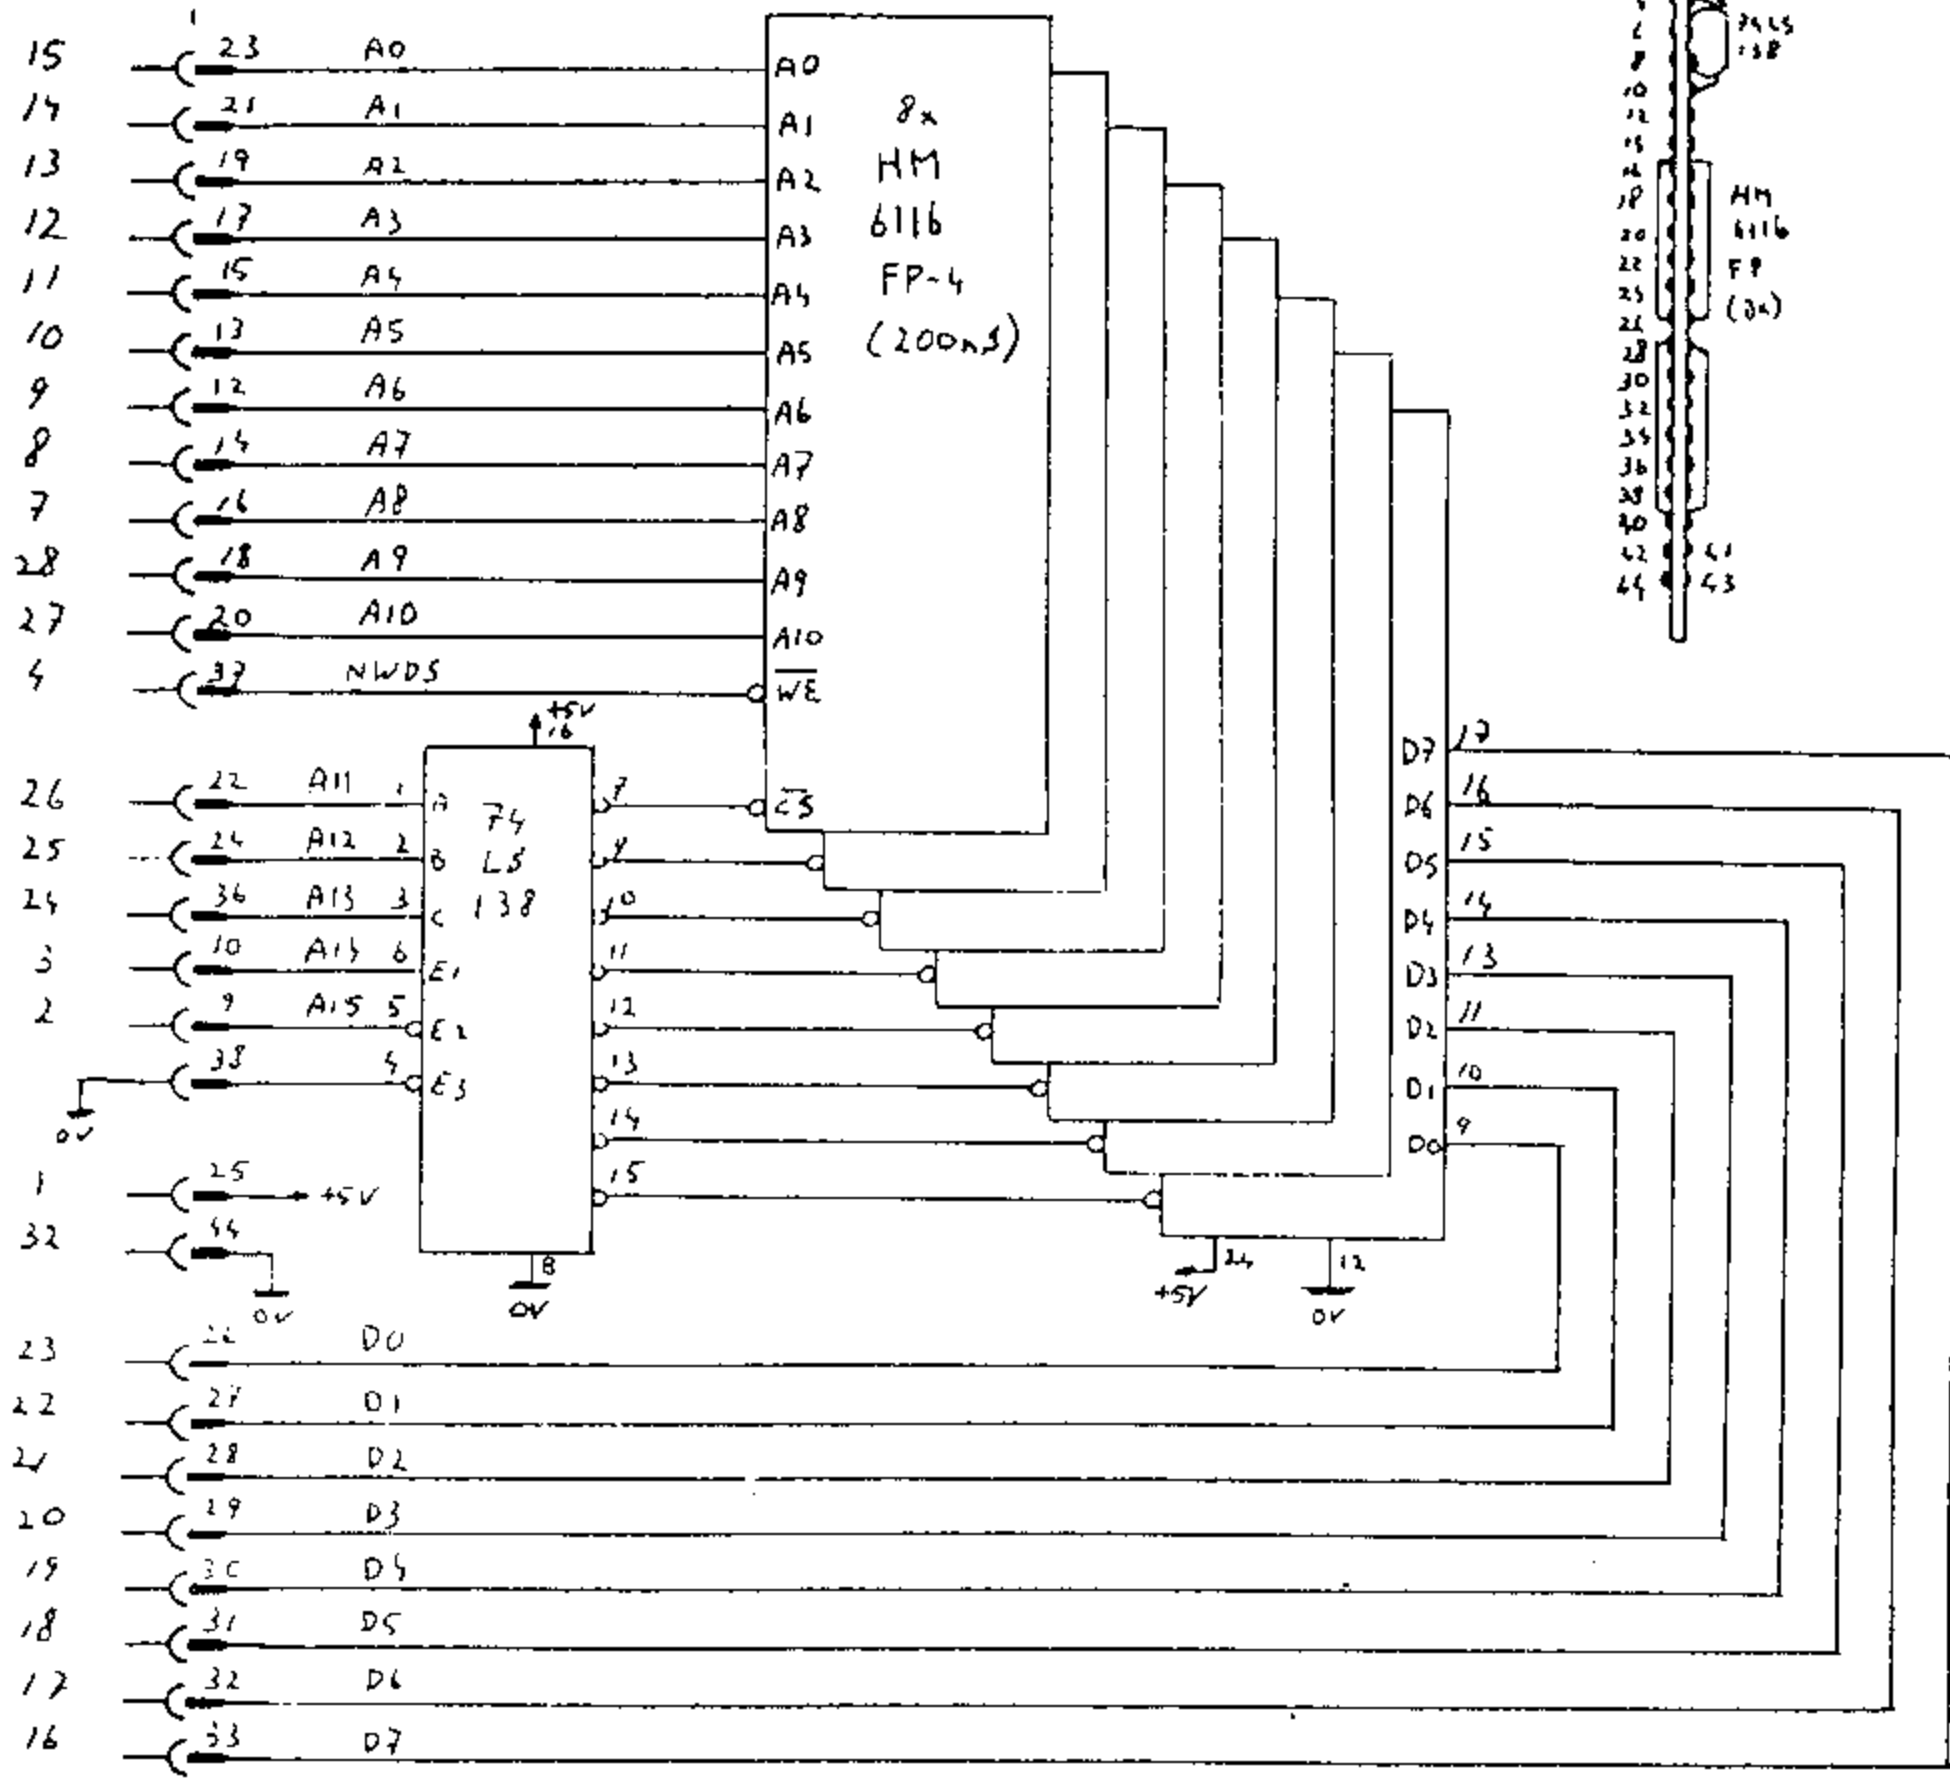 15 23 A0 A0
14 21 A1 A1
13 19 A2 A2
12 17 A3 A3
11 15 A4 A4
10 13 A5 A5
9 12 A6 A6
8 14 A7 A7
7 16 A8 A8
28 18 A9 A9
27 20 A10 A10
4 37 NWDS WE
8x
HM
6116
FP-4
(200ns)
+5V
16
26 22 A11 1 A 7 CS
25 24 A12 2 B 9
24 36 A13 3 C 10
3 10 A14 6 E1 11
2 9 A15 5 E2 12
38 4 E3 13
0V
14
15
74
LS
138
1 25 +5V
32 44
0V
8
0V
D7 17
D6 16
D5 15
D4 14
D3 13
D2 11
D1 10
D0 9
24
+5V
12
0V
23 D0
22 27 D1
21 28 D2
20 29 D3
19 30 D4
18 31 D5
17 32 D6
16 33 D7
138
8
10
12
18
HM
20
6116
22
FP
30
32
36
42 41
44 43